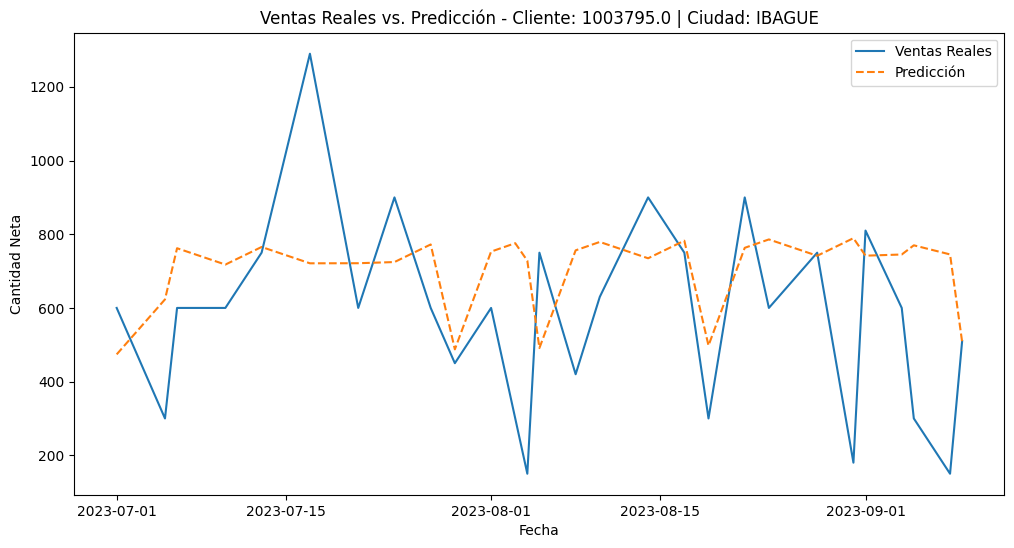 Ventas Reales vs. Predicción - Cliente: 1003795.0 | Ciudad: IBAGUE
Ventas Reales
Predicción
Cantidad Neta
1200
1000
800
600
400
200
2023-07-01
2023-07-15
2023-08-01
2023-08-15
2023-09-01
Fecha